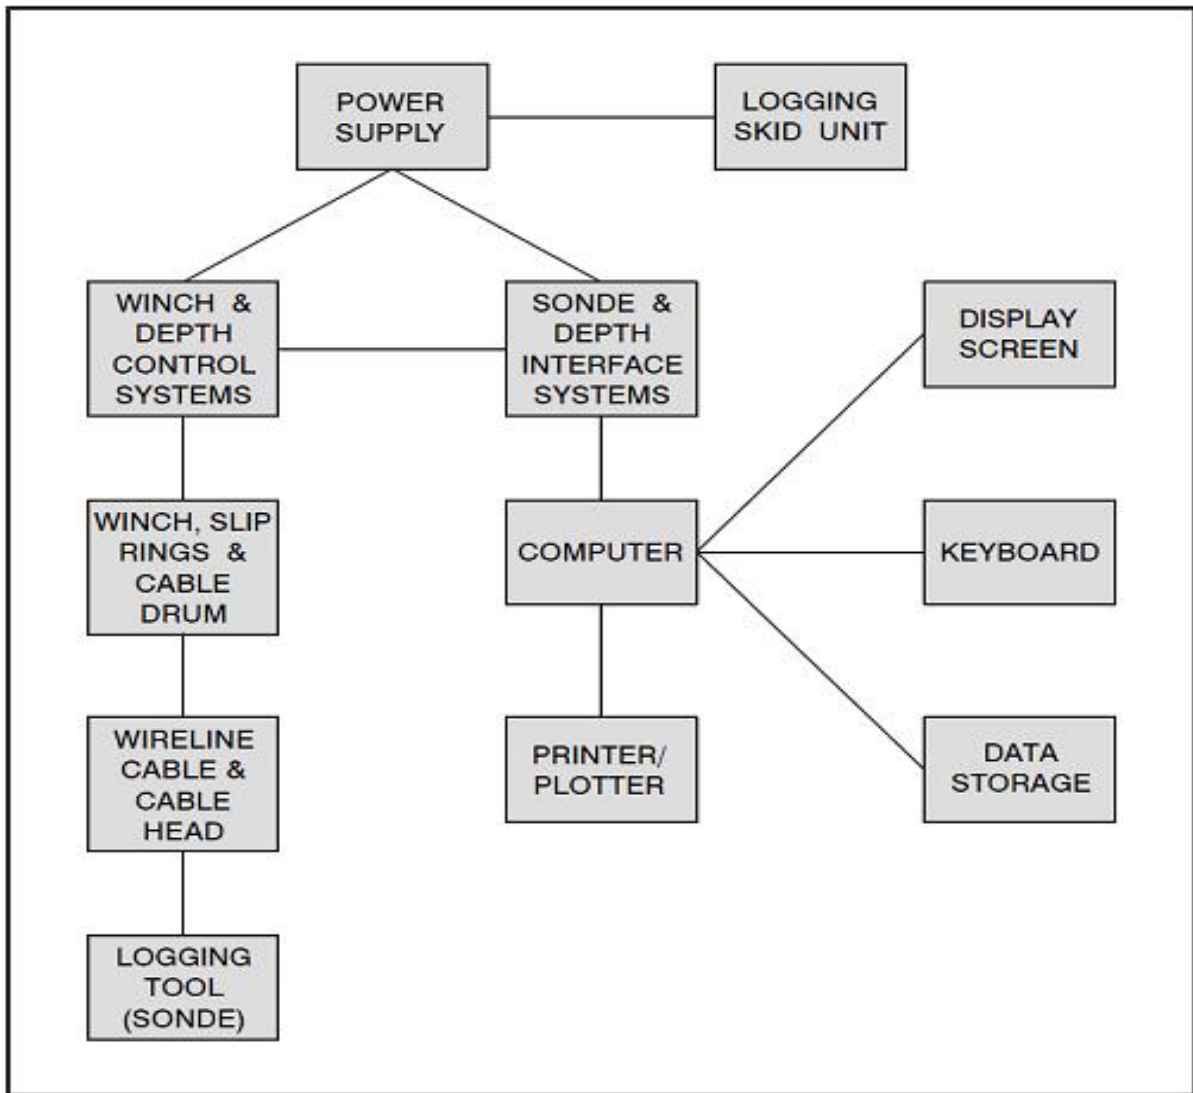 POWER
SUPPLY
LOGGING
SKID UNIT
WINCH &
DEPTH
CONTROL
SYSTEMS
SONDE &
DEPTH
INTERFACE
SYSTEMS
DISPLAY
SCREEN
WINCH, SLIP
RINGS &
CABLE
DRUM
COMPUTER
KEYBOARD
WIRELINE
CABLE &
CABLE
HEAD
PRINTER/
PLOTTER
DATA
STORAGE
LOGGING
TOOL
(SONDE)